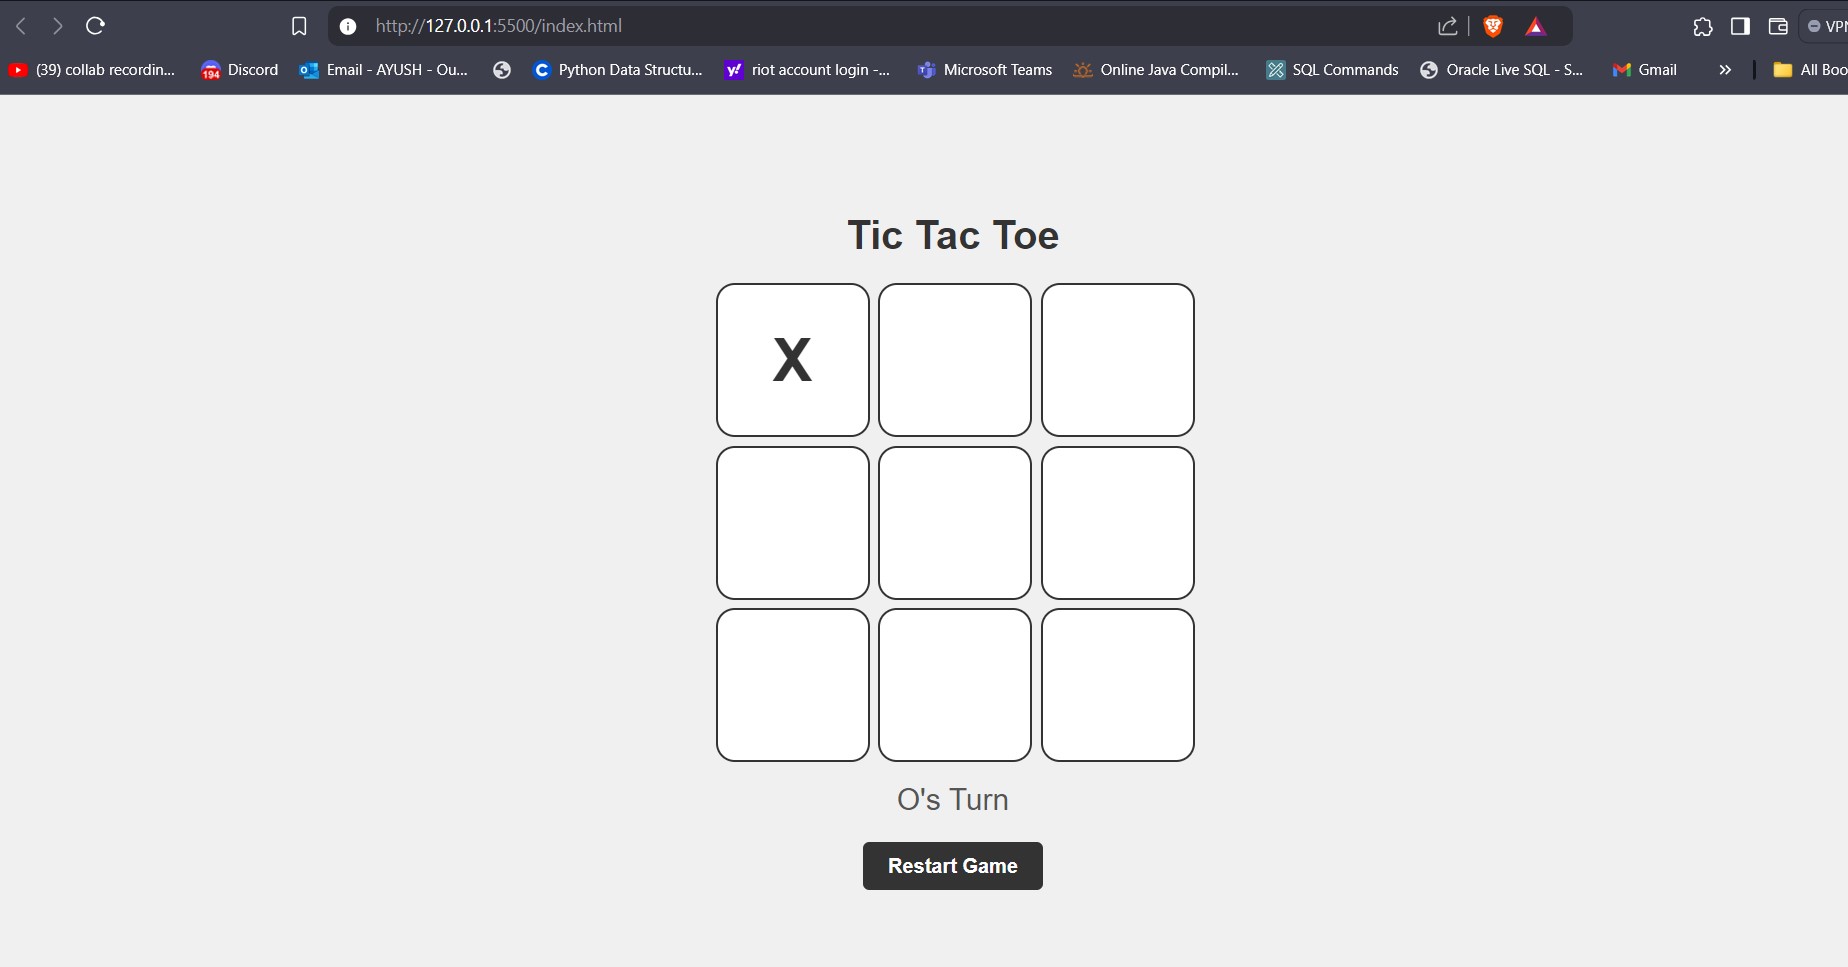 http://127.0.0.1:5500/index.html
VPN
(39) collab recordin...
194
Discord
Email - AYUSH - Ou...
Python Data Structu...
y!
riot account login -...
Microsoft Teams
Online Java Compil...
SQL Commands
Oracle Live SQL - S...
Gmail
All Boo
Tic Tac Toe
X
O's Turn
Restart Game